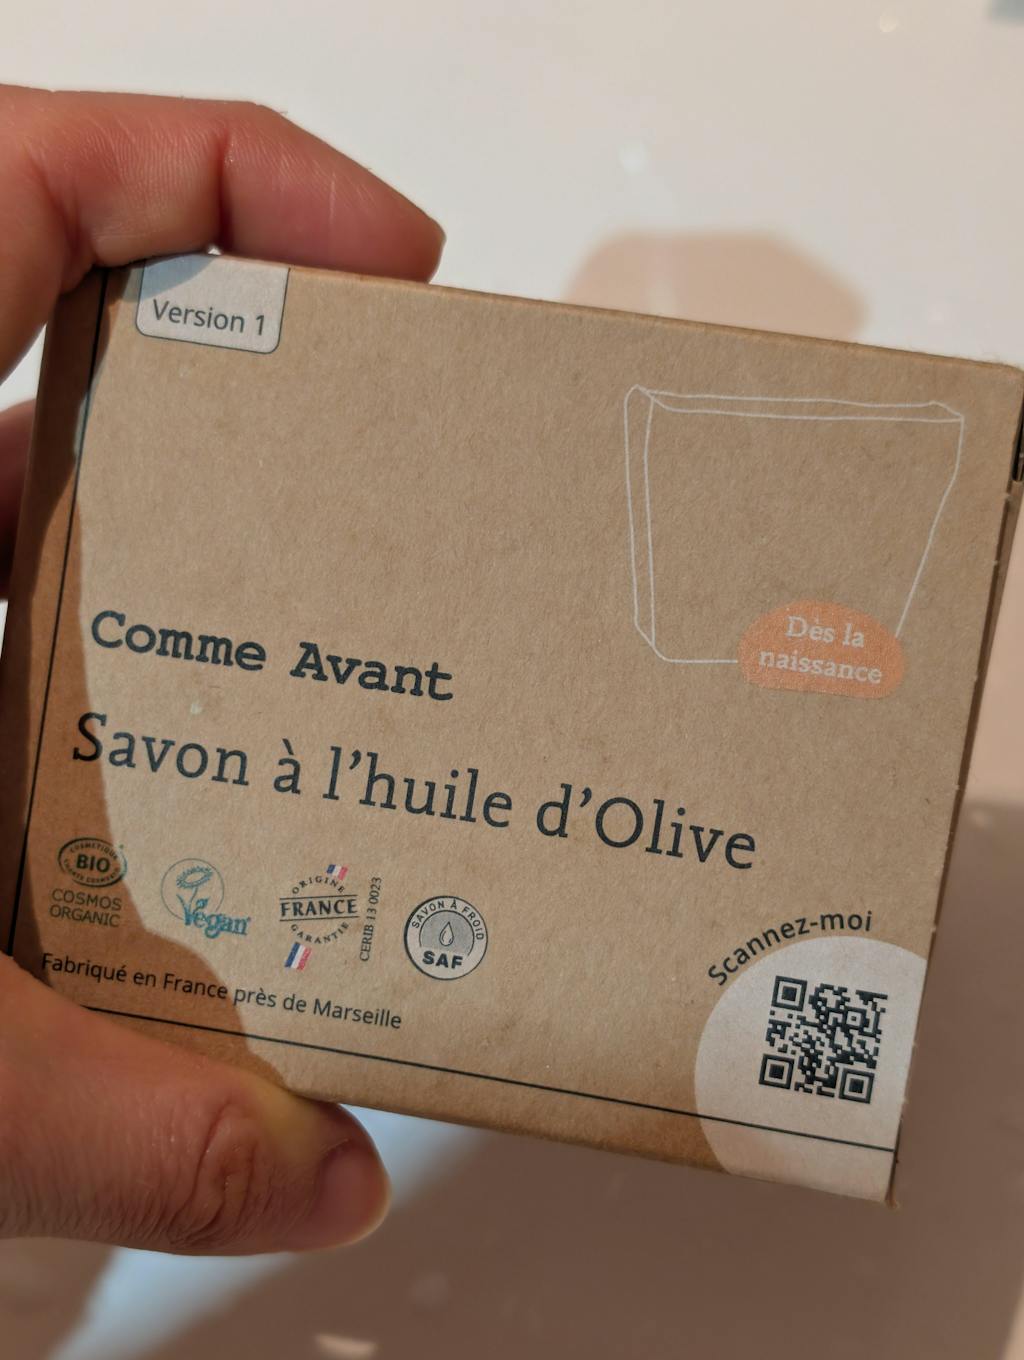 Version 1
Dès la
naissance
Comme Avant
Savon à l'huile d'Olive
BIO
COSMOS
ORGANIC
Végan
ORIGINE
FRANCE
GARANTIE
CERIB 13 0023
SAVON À FROID
SAF
Fabriqué en France près de Marseille
Scannez-moi